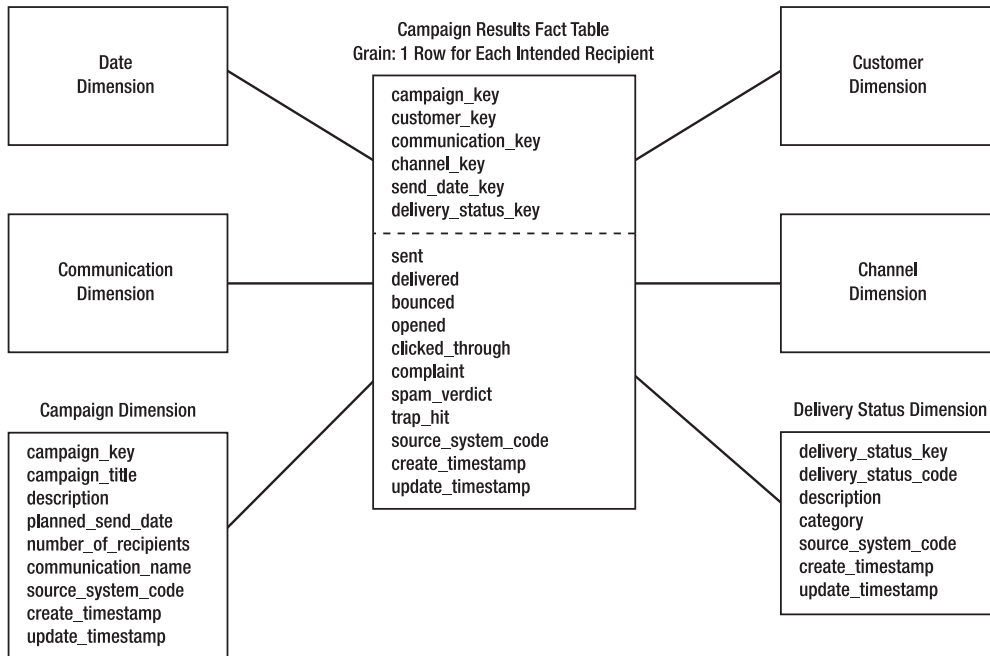 Campaign Results Fact Table
Grain: 1 Row for Each Intended Recipient
Date
Dimension
campaign_key
customer_key
communication_key
channel_key
send_date_key
delivery_status_key
sent
delivered
bounced
opened
clicked_through
complaint
spam_verdict
trap_hit
source_system_code
create_timestamp
update_timestamp
Customer
Dimension
Communication
Dimension
Channel
Dimension
Campaign Dimension
campaign_key
campaign_title
description
planned_send_date
number_of_recipients
communication_name
source_system_code
create_timestamp
update_timestamp
Delivery Status Dimension
delivery_status_key
delivery_status_code
description
category
source_system_code
create_timestamp
update_timestamp